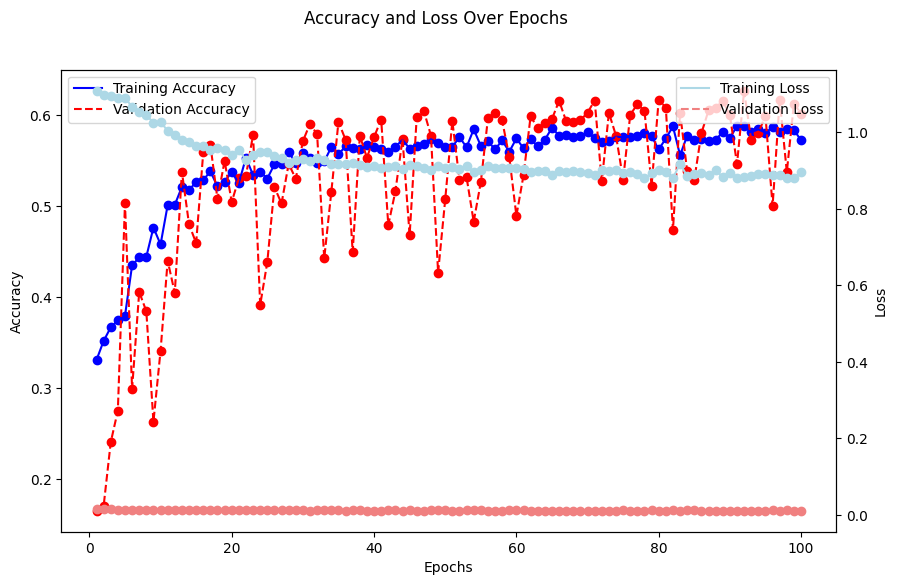 Accuracy and Loss Over Epochs
Training Accuracy
Validation Accuracy
Training Loss
Validation Loss
0.6
0.5
0.4
0.3
0.2
Accuracy
1.0
0.8
0.6
0.4
0.2
0.0
Loss
0 20 40 60 80 100
Epochs